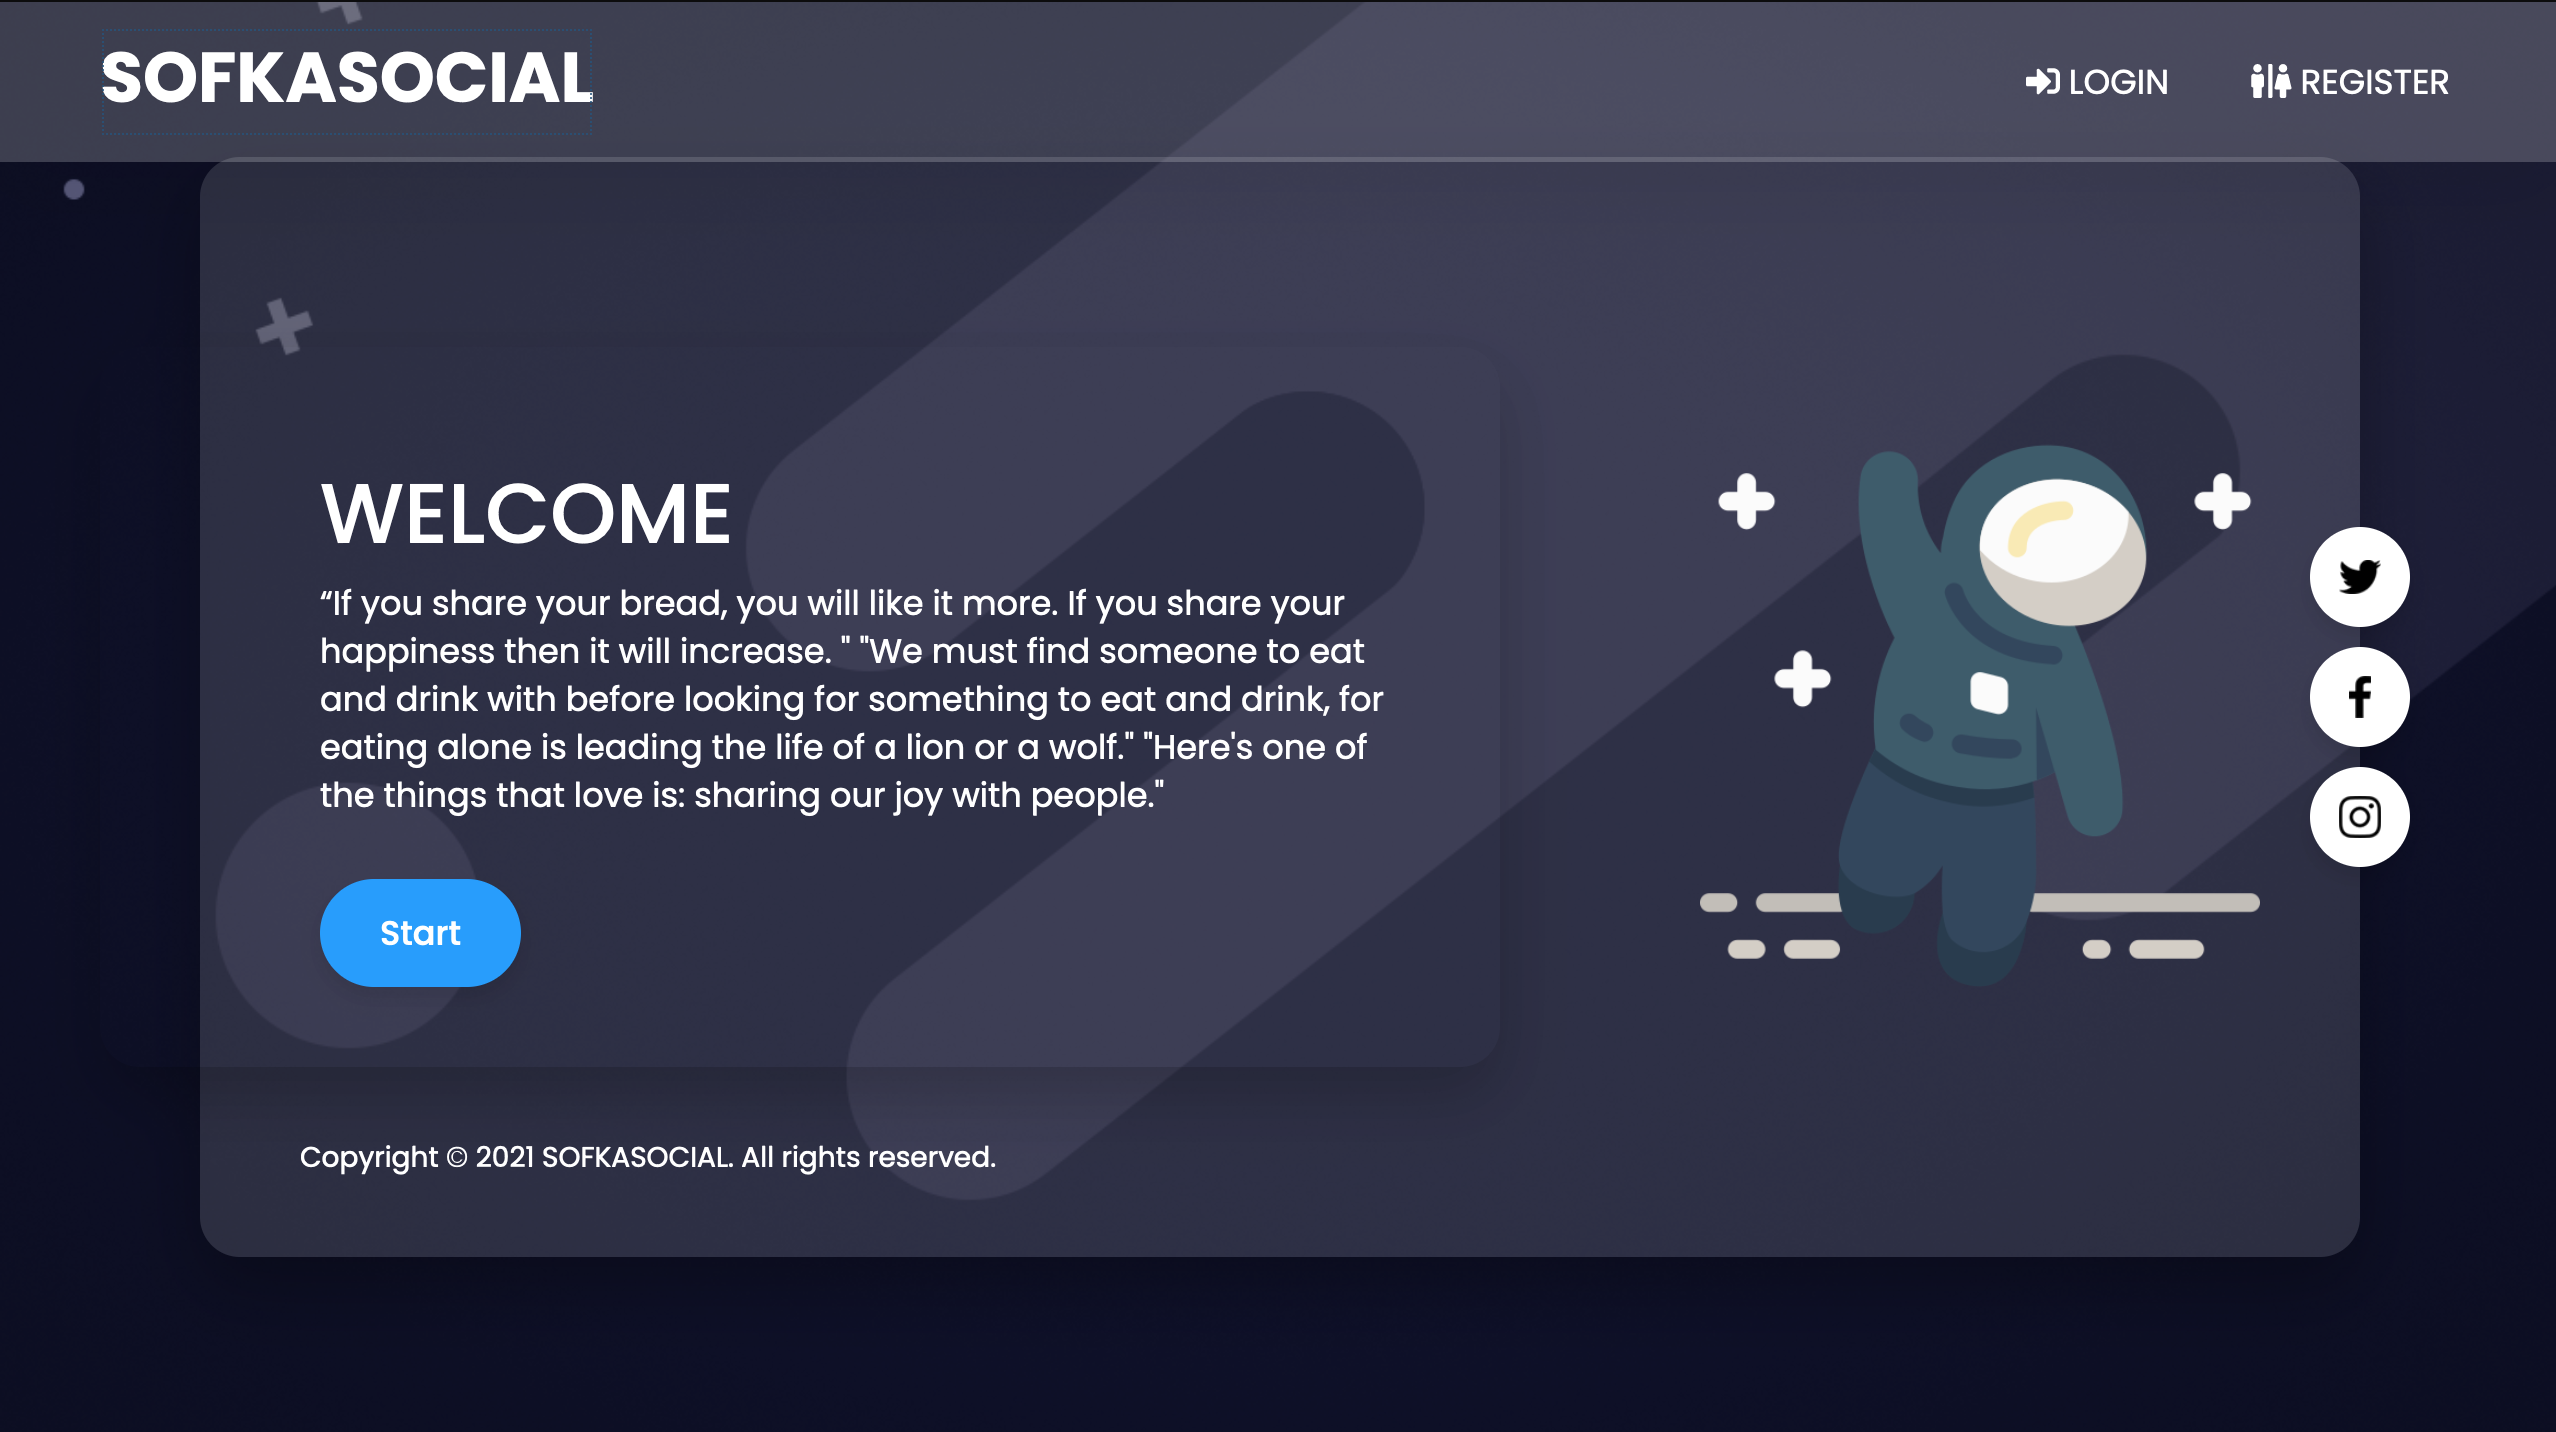 SOFKASOCIAL
LOGIN
REGISTER
WELCOME
“If you share your bread, you will like it more. If you share your
happiness then it will increase. " "We must find someone to eat
and drink with before looking for something to eat and drink, for
eating alone is leading the life of a lion or a wolf." "Here's one of
the things that love is: sharing our joy with people."
Start
Copyright © 2021 SOFKASOCIAL. All rights reserved.